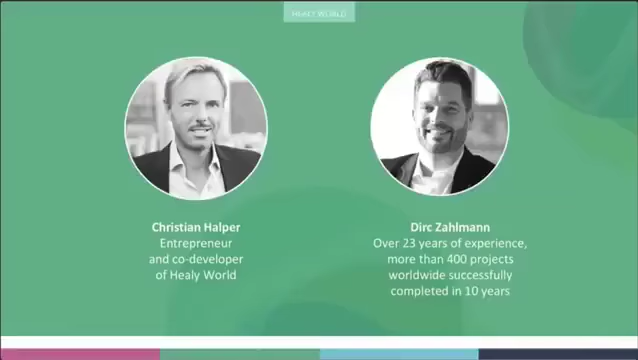 HEALY WORLD
Christian Halper
Entrepreneur
and co-developer
of Healy World
Dirc Zahlmann
Over 23 years of experience,
more than 400 projects
worldwide successfully
completed in 10 years